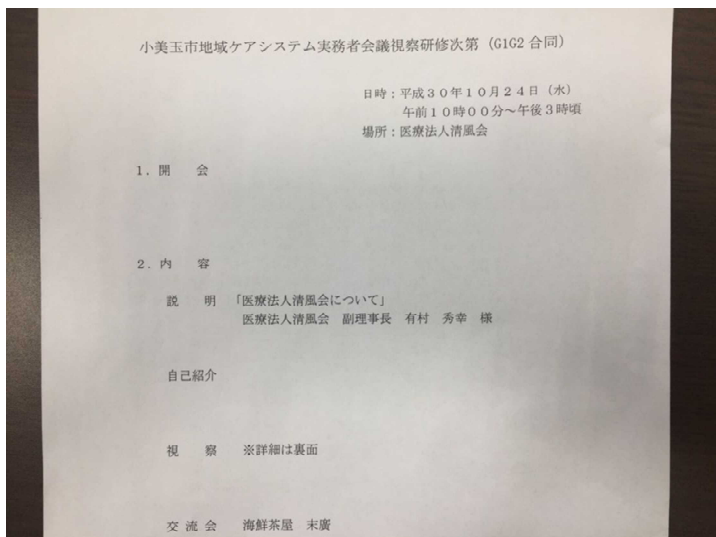 小美玉市地域ケアシステム実務者会議視察研修次第（G1G2合同）
日時：平成３０年１０月２４日（水）
午前１０時００分～午後３時頃
場所：医療法人清風会
１．開　会
２．内　容
説　明　「医療法人清風会について」
医療法人清風会　副理事長　有村　秀幸　様
自己紹介
視　察　※詳細は裏面
交 流 会　海鮮茶屋　末廣